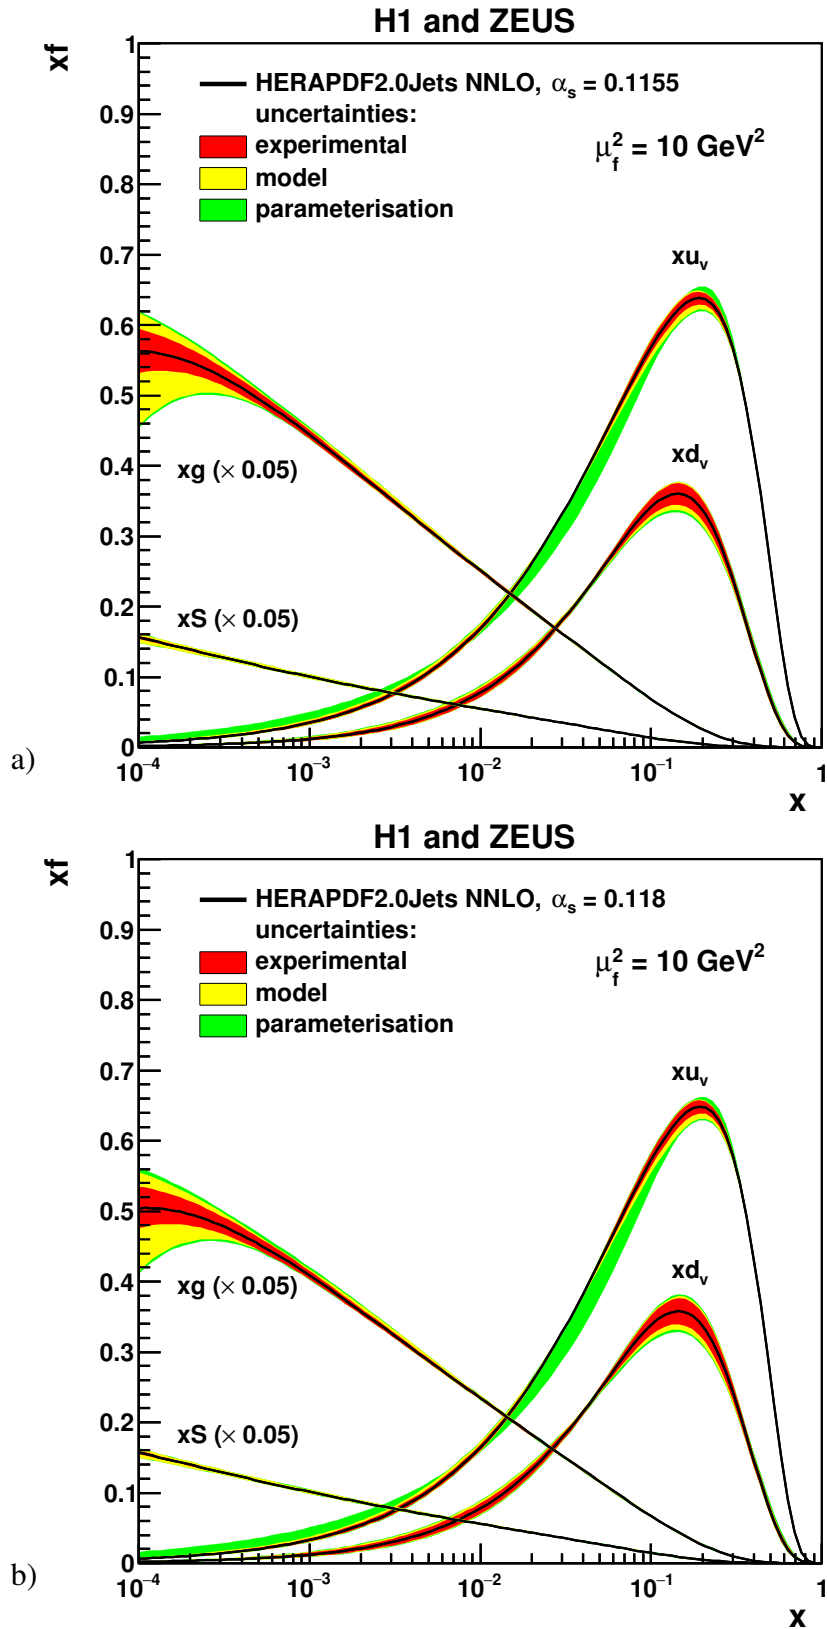 H1 and ZEUS
xf
1
HERAPDF2.0Jets NNLO, αₛ = 0.1155
uncertainties:
0.9
experimental
μ_f² = 10 GeV²
model
0.8
parameterisation
0.7
xuᵥ
0.6
0.5
xg (× 0.05)
xdᵥ
0.4
0.3
xS (× 0.05)
0.2
0.1
0
a)
10⁻⁴ 10⁻³ 10⁻² 10⁻¹ 1
x
H1 and ZEUS
xf
1
HERAPDF2.0Jets NNLO, αₛ = 0.118
uncertainties:
0.9
experimental
μ_f² = 10 GeV²
model
0.8
parameterisation
0.7
xuᵥ
0.6
0.5
xg (× 0.05)
xdᵥ
0.4
0.3
xS (× 0.05)
0.2
0.1
0
b)
10⁻⁴ 10⁻³ 10⁻² 10⁻¹ 1
x